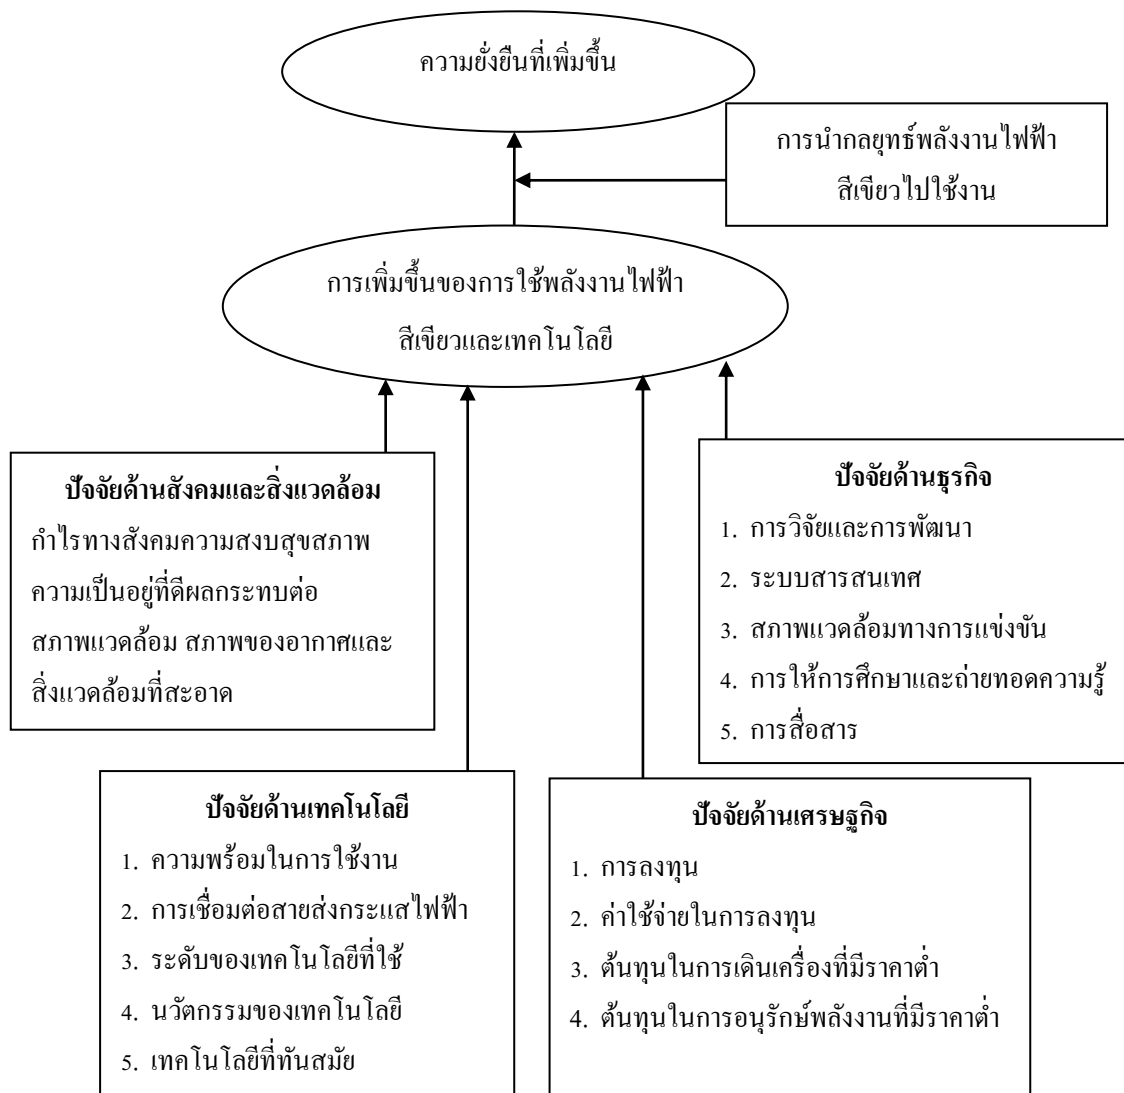 ความยั่งยืนที่เพิ่มขึ้น
การนำกลยุทธ์พลังงานไฟฟ้า
สีเขียวไปใช้งาน
การเพิ่มขึ้นของการใช้พลังงานไฟฟ้า
สีเขียวและเทคโนโลยี
ปัจจัยด้านสังคมและสิ่งแวดล้อม
กำไรทางสังคมความสงบสุขสภาพ
ความเป็นอยู่ที่ดีผลกระทบต่อ
สภาพแวดล้อม สภาพของอากาศและ
สิ่งแวดล้อมที่สะอาด
ปัจจัยด้านธุรกิจ
1. การวิจัยและการพัฒนา
2. ระบบสารสนเทศ
3. สภาพแวดล้อมทางการแข่งขัน
4. การให้การศึกษาและถ่ายทอดความรู้
5. การสื่อสาร
ปัจจัยด้านเทคโนโลยี
1. ความพร้อมในการใช้งาน
2. การเชื่อมต่อสายส่งกระแสไฟฟ้า
3. ระดับของเทคโนโลยีที่ใช้
4. นวัตกรรมของเทคโนโลยี
5. เทคโนโลยีที่ทันสมัย
ปัจจัยด้านเศรษฐกิจ
1. การลงทุน
2. ค่าใช้จ่ายในการลงทุน
3. ต้นทุนในการเดินเครื่องที่มีราคาต่ำ
4. ต้นทุนในการอนุรักษ์พลังงานที่มีราคาต่ำ